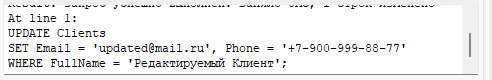 At line 1:
UPDATE Clients
SET Email = 'updated@mail.ru', Phone = '+7-900-999-88-77'
WHERE FullName = 'Редактируемый Клиент';